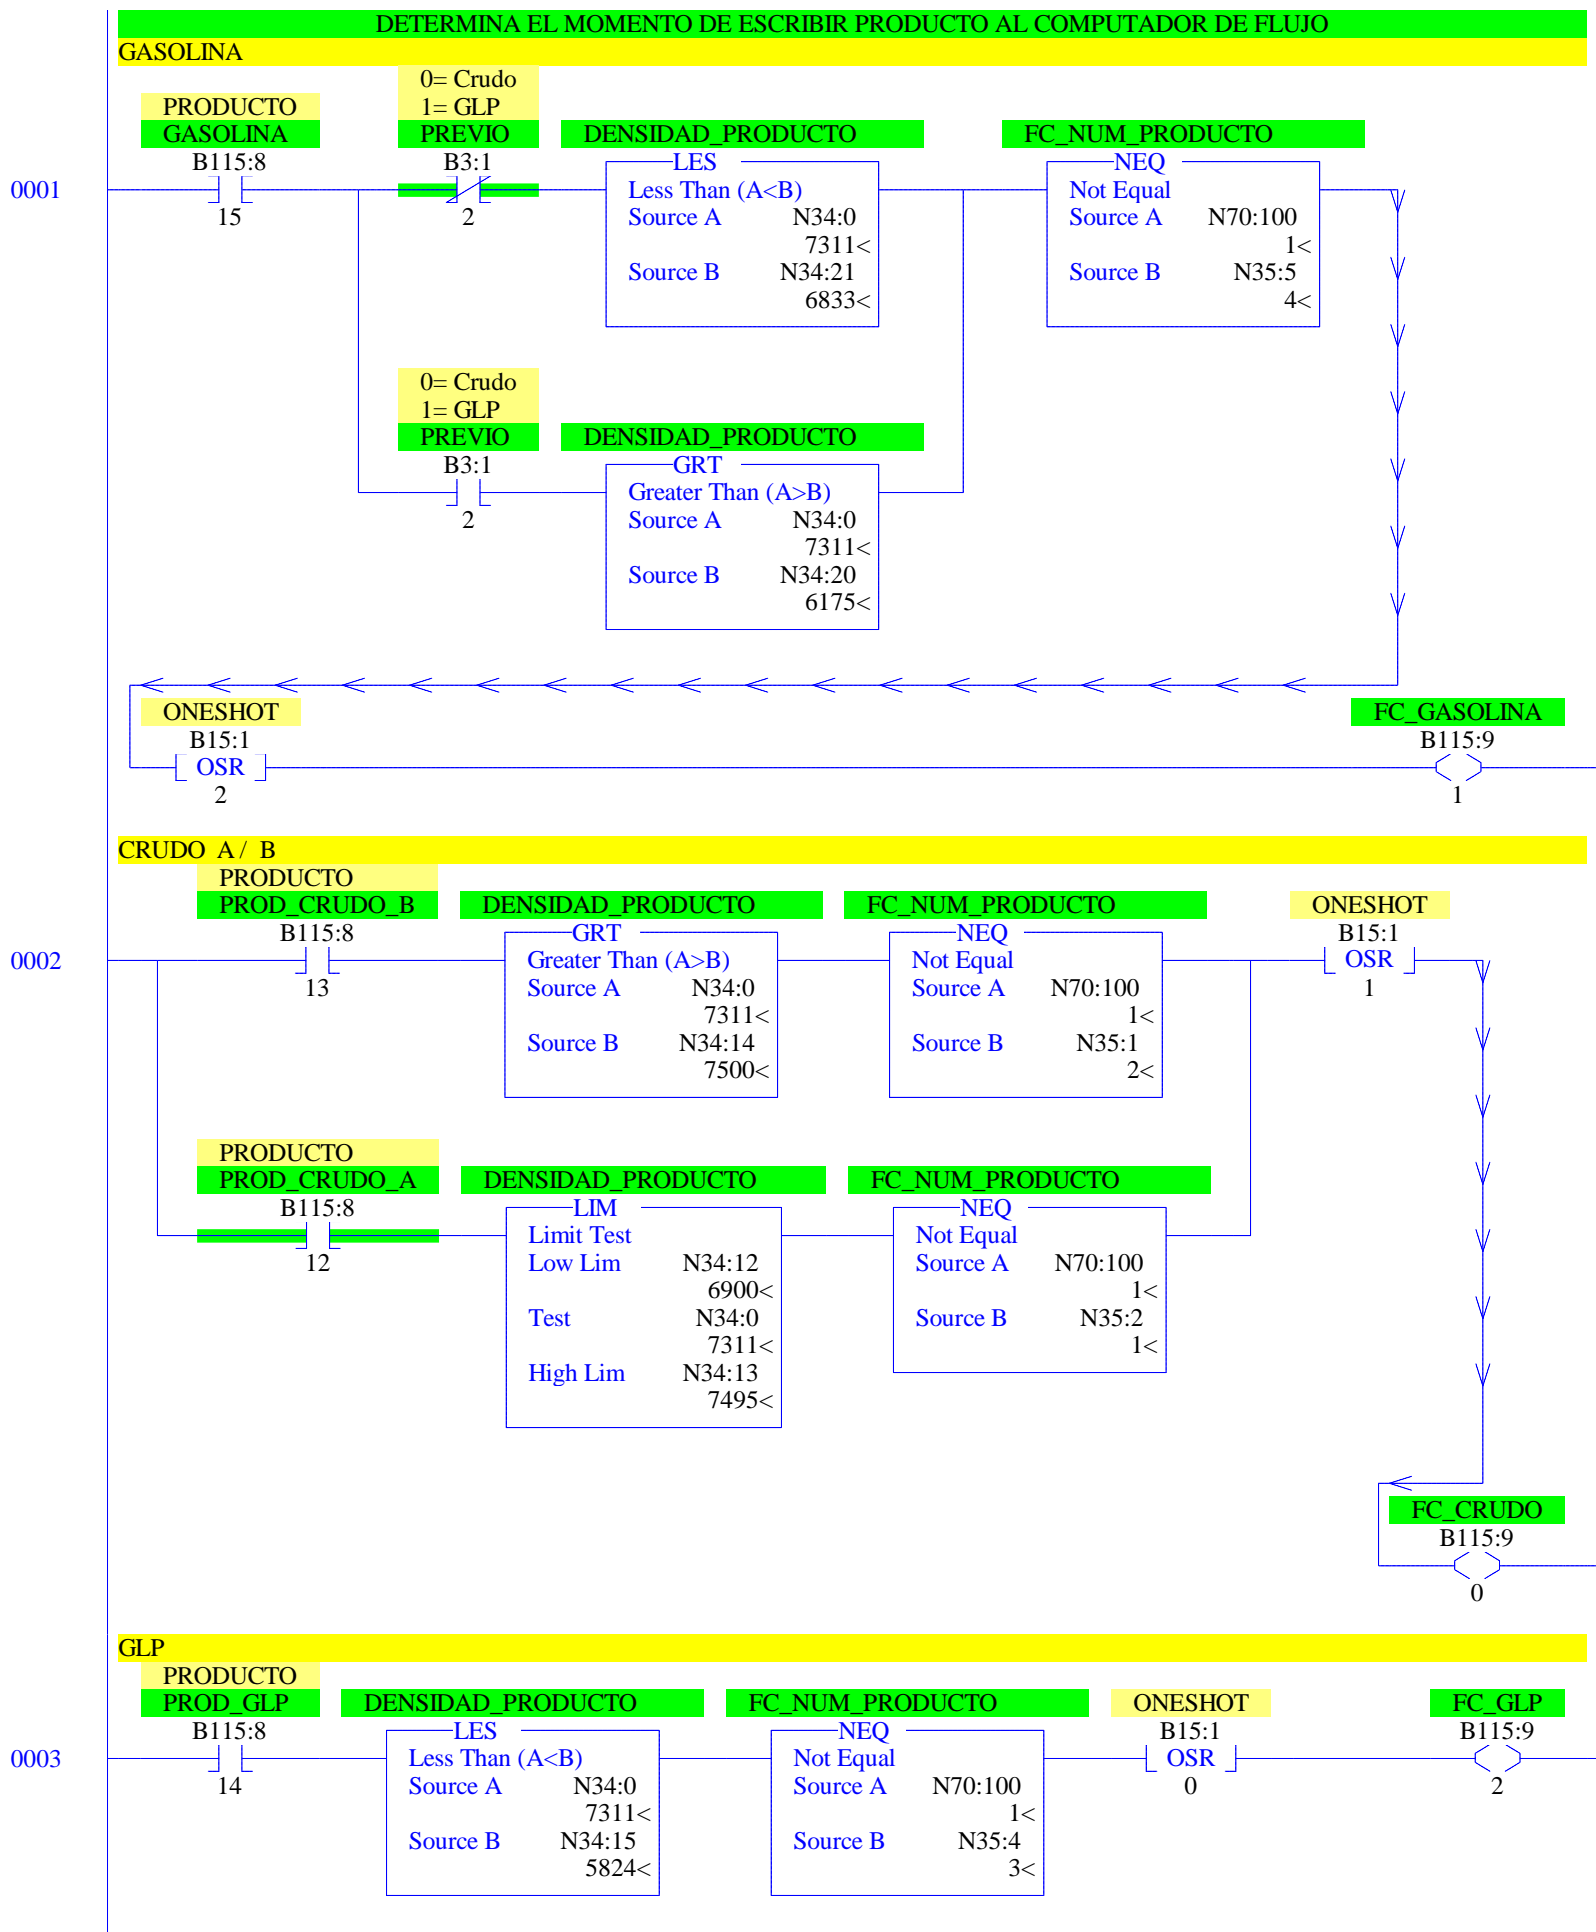 DETERMINA EL MOMENTO DE ESCRIBIR PRODUCTO AL COMPUTADOR DE FLUJO
GASOLINA
0= Crudo
PRODUCTO 1= GLP
GASOLINA PREVIO DENSIDAD_PRODUCTO FC_NUM_PRODUCTO
B115:8 B3:1 LES NEQ
0001 Less Than (A<B) Not Equal
15 2 Source A N34:0 Source A N70:100
7311< 1<
Source B N34:21 Source B N35:5
6833< 4<
0= Crudo
1= GLP
PREVIO DENSIDAD_PRODUCTO
B3:1 GRT
Greater Than (A>B)
2 Source A N34:0
7311<
Source B N34:20
6175<
ONESHOT FC_GASOLINA
B15:1 B115:9
OSR
2 1
CRUDO A / B
PRODUCTO
PROD_CRUDO_B DENSIDAD_PRODUCTO FC_NUM_PRODUCTO ONESHOT
B115:8 GRT NEQ B15:1
0002 Greater Than (A>B) Not Equal OSR
13 Source A N34:0 Source A N70:100 1
7311< 1<
Source B N34:14 Source B N35:1
7500< 2<
PRODUCTO
PROD_CRUDO_A DENSIDAD_PRODUCTO FC_NUM_PRODUCTO
B115:8 LIM NEQ
Limit Test Not Equal
12 Low Lim N34:12 Source A N70:100
6900< 1<
Test N34:0 Source B N35:2
7311< 1<
High Lim N34:13
7495<
FC_CRUDO
B115:9
0
GLP
PRODUCTO
PROD_GLP DENSIDAD_PRODUCTO FC_NUM_PRODUCTO ONESHOT FC_GLP
B115:8 LES NEQ B15:1 B115:9
0003 Less Than (A<B) Not Equal OSR
14 Source A N34:0 Source A N70:100 0 2
7311< 1<
Source B N34:15 Source B N35:4
5824< 3<